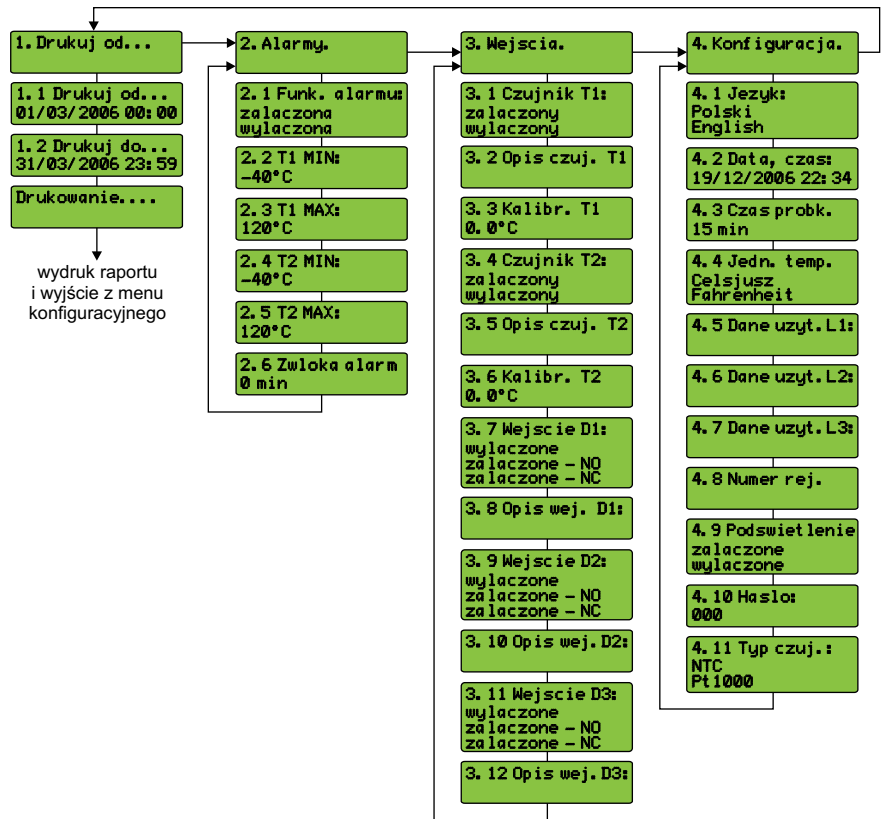 1. Drukuj od...
1. 1 Drukuj od...
01/03/2006 00:00
1. 2 Drukuj do...
31/03/2006 23:59
Drukowanie....
wydruk raportu
i wyjście z menu
konfiguracyjnego
2. Alarmy.
2. 1 Funk. alarmu:
zalaczona
wylaczona
2. 2 T1 MIN:
-40°C
2. 3 T1 MAX:
120°C
2. 4 T2 MIN:
-40°C
2. 5 T2 MAX:
120°C
2. 6 Zwloka alarm
0 min
3. Wejscia.
3. 1 Czujnik T1:
zalaczony
wylaczony
3. 2 Opis czuj. T1
3. 3 Kalibr. T1
0. 0°C
3. 4 Czujnik T2:
zalaczony
wylaczony
3. 5 Opis czuj. T2
3. 6 Kalibr. T2
0. 0°C
3. 7 Wejscie D1:
wylaczone
zalaczone - NO
zalaczone - NC
3. 8 Opis wej. D1:
3. 9 Wejscie D2:
wylaczone
zalaczone - NO
zalaczone - NC
3. 10 Opis wej. D2:
3. 11 Wejscie D3:
wylaczone
zalaczone - NO
zalaczone - NC
3. 12 Opis wej. D3:
4. Konfiguracja.
4. 1 Jezyk:
Polski
English
4. 2 Data, czas:
19/12/2006 22:34
4. 3 Czas probk.
15 min
4. 4 Jedn. temp.
Celsjusz
Fahrenheit
4. 5 Dane uzyt. L1:
4. 6 Dane uzyt. L2:
4. 7 Dane uzyt. L3:
4. 8 Numer rej.
4. 9 Podswietlenie
zalaczone
wylaczone
4. 10 Haslo:
000
4. 11 Typ czuj.:
NTC
Pt1000